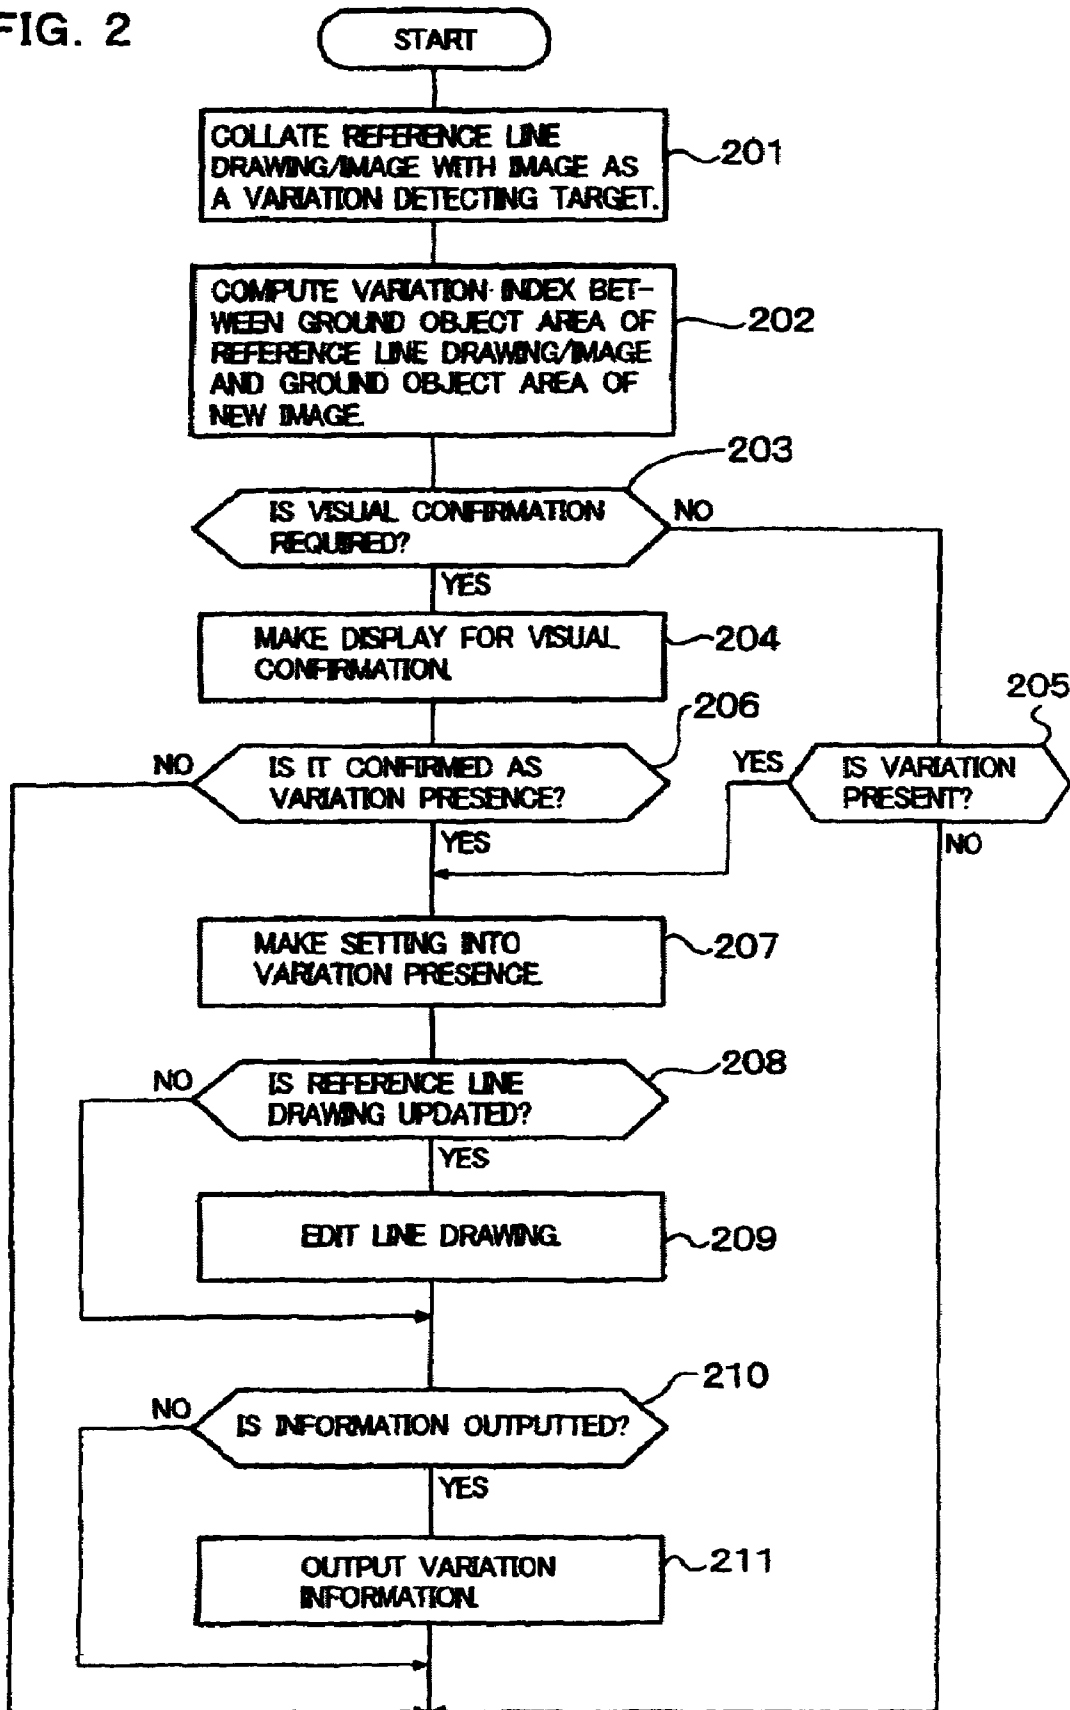 FIG. 2
START
COLLATE REFERENCE LINE
DRAWING/IMAGE WITH IMAGE AS
A VARIATION DETECTING TARGET.
201
COMPUTE VARIATION INDEX BET-
WEEN GROUND OBJECT AREA OF
REFERENCE LINE DRAWING/IMAGE
AND GROUND OBJECT AREA OF
NEW IMAGE.
202
203
IS VISUAL CONFIRMATION
REQUIRED?
NO
YES
MAKE DISPLAY FOR VISUAL
CONFIRMATION.
204
205
206
NO
IS IT CONFIRMED AS
VARIATION PRESENCE?
YES
IS VARIATION
PRESENT?
YES
NO
MAKE SETTING INTO
VARIATION PRESENCE.
207
208
NO
IS REFERENCE LINE
DRAWING UPDATED?
YES
EDIT LINE DRAWING.
209
210
NO
IS INFORMATION OUTPUTTED?
YES
OUTPUT VARIATION
INFORMATION.
211